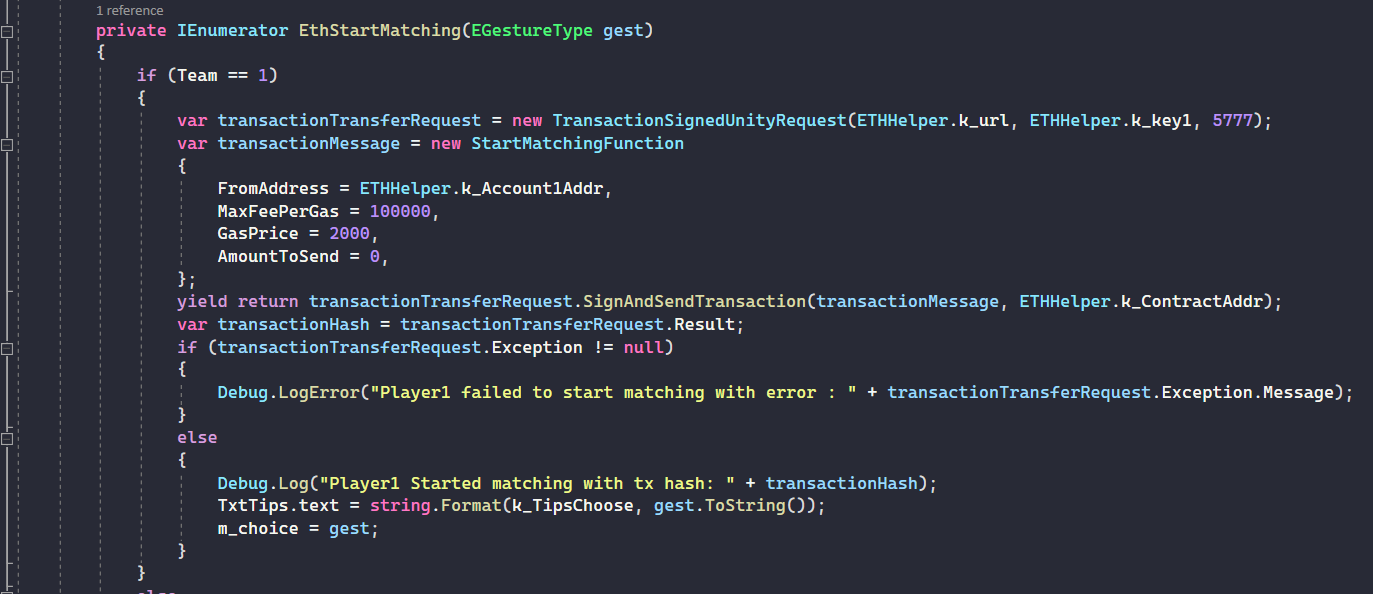 1 reference
private IEnumerator EthStartMatching(EGestureType gest)
{
if (Team == 1)
{
var transactionTransferRequest = new TransactionSignedUnityRequest(ETHHelper.k_url, ETHHelper.k_key1, 5777);
var transactionMessage = new StartMatchingFunction
{
FromAddress = ETHHelper.k_Account1Addr,
MaxFeePerGas = 100000,
GasPrice = 2000,
AmountToSend = 0,
};
yield return transactionTransferRequest.SignAndSendTransaction(transactionMessage, ETHHelper.k_ContractAddr);
var transactionHash = transactionTransferRequest.Result;
if (transactionTransferRequest.Exception != null)
{
Debug.LogError("Player1 failed to start matching with error : " + transactionTransferRequest.Exception.Message);
}
else
{
Debug.Log("Player1 Started matching with tx hash: " + transactionHash);
TxtTips.text = string.Format(k_TipsChoose, gest.ToString());
m_choice = gest;
}
}